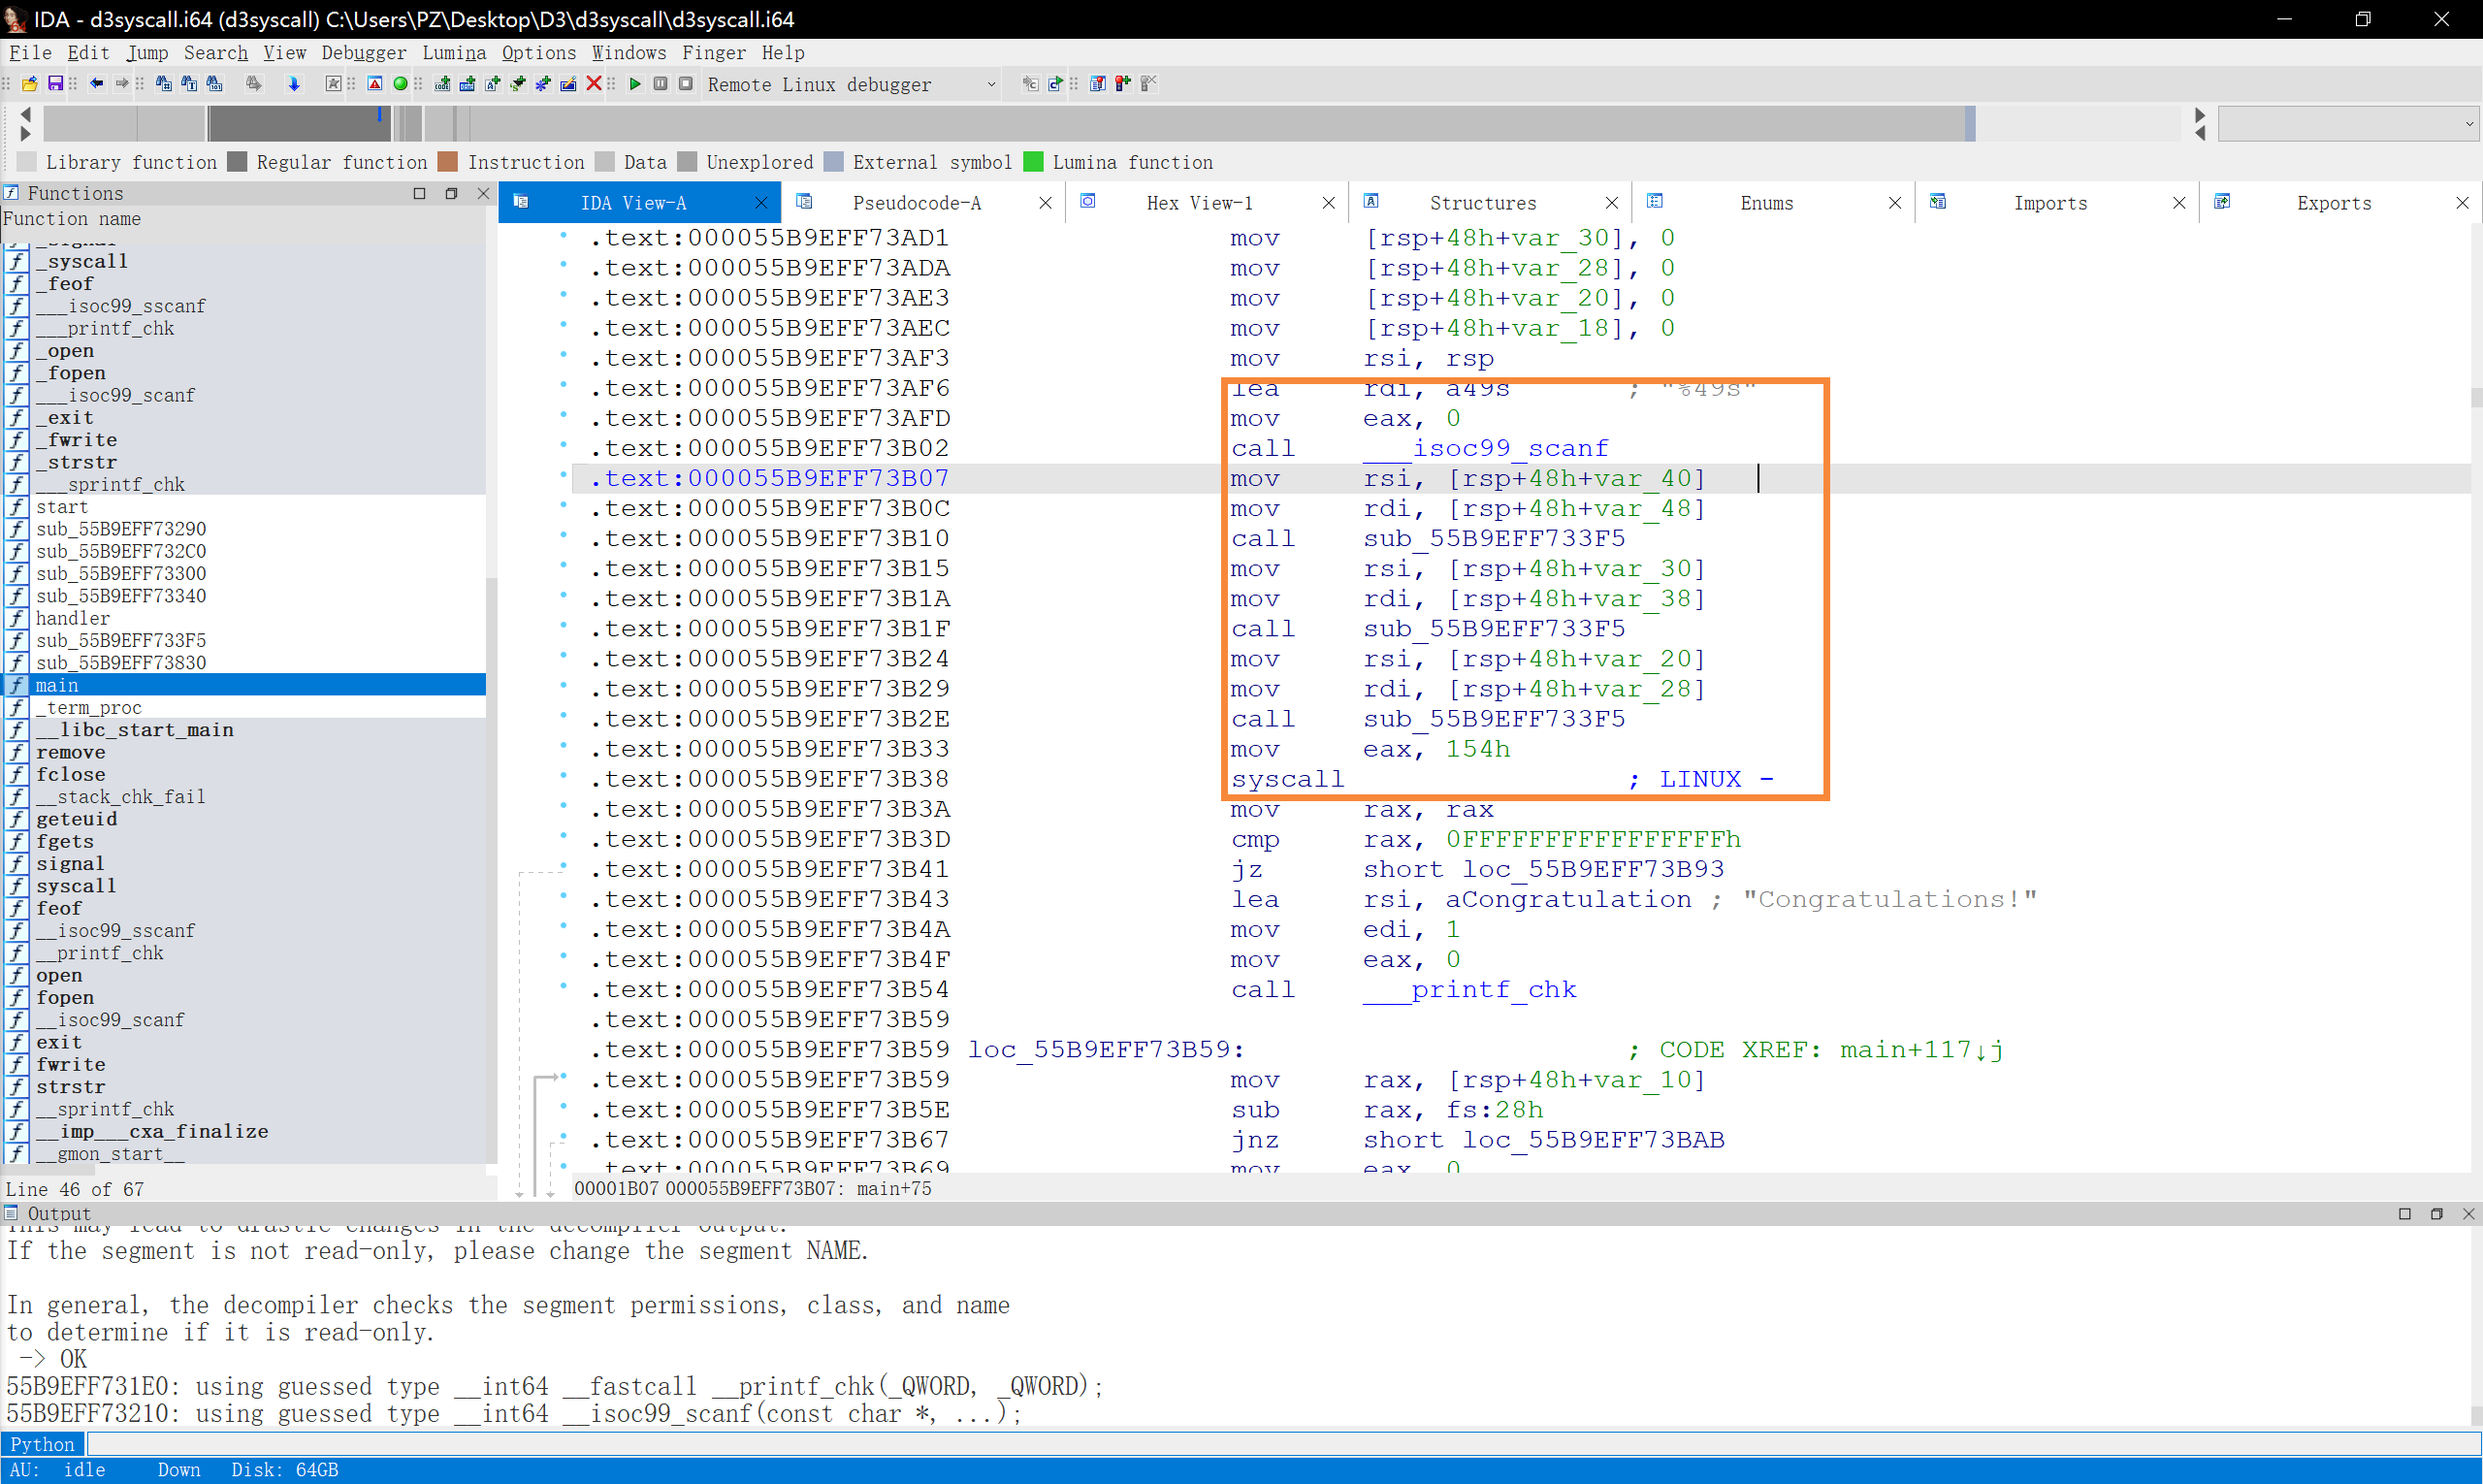 IDA - d3syscall.i64 (d3syscall) C:\Users\PZ\Desktop\D3\d3syscall\d3syscall.i64
File Edit Jump Search View Debugger Lumina Options Windows Finger Help
Remote Linux debugger
Library function Regular function Instruction Data Unexplored External symbol Lumina function
Functions
Function name
_signal
_syscall
_feof
___isoc99_sscanf
___printf_chk
_open
_fopen
___isoc99_scanf
_exit
_fwrite
_strstr
___sprintf_chk
start
sub_55B9EFF73290
sub_55B9EFF732C0
sub_55B9EFF73300
sub_55B9EFF73340
handler
sub_55B9EFF733F5
sub_55B9EFF73830
main
_term_proc
__libc_start_main
remove
fclose
__stack_chk_fail
geteuid
fgets
signal
syscall
feof
__isoc99_sscanf
__printf_chk
open
fopen
__isoc99_scanf
exit
fwrite
strstr
__sprintf_chk
__imp___cxa_finalize
__gmon_start__
Line 46 of 67
IDA View-A Pseudocode-A Hex View-1 Structures Enums Imports Exports
.text:000055B9EFF73AD1 mov [rsp+48h+var_30], 0
.text:000055B9EFF73ADA mov [rsp+48h+var_28], 0
.text:000055B9EFF73AE3 mov [rsp+48h+var_20], 0
.text:000055B9EFF73AEC mov [rsp+48h+var_18], 0
.text:000055B9EFF73AF3 mov rsi, rsp
.text:000055B9EFF73AF6 lea rdi, a49s ; "%49s"
.text:000055B9EFF73AFD mov eax, 0
.text:000055B9EFF73B02 call ___isoc99_scanf
.text:000055B9EFF73B07 mov rsi, [rsp+48h+var_40]
.text:000055B9EFF73B0C mov rdi, [rsp+48h+var_48]
.text:000055B9EFF73B10 call sub_55B9EFF733F5
.text:000055B9EFF73B15 mov rsi, [rsp+48h+var_30]
.text:000055B9EFF73B1A mov rdi, [rsp+48h+var_38]
.text:000055B9EFF73B1F call sub_55B9EFF733F5
.text:000055B9EFF73B24 mov rsi, [rsp+48h+var_20]
.text:000055B9EFF73B29 mov rdi, [rsp+48h+var_28]
.text:000055B9EFF73B2E call sub_55B9EFF733F5
.text:000055B9EFF73B33 mov eax, 154h
.text:000055B9EFF73B38 syscall ; LINUX -
.text:000055B9EFF73B3A mov rax, rax
.text:000055B9EFF73B3D cmp rax, 0FFFFFFFFFFFFFFFFh
.text:000055B9EFF73B41 jz short loc_55B9EFF73B93
.text:000055B9EFF73B43 lea rsi, aCongratulation ; "Congratulations!"
.text:000055B9EFF73B4A mov edi, 1
.text:000055B9EFF73B4F mov eax, 0
.text:000055B9EFF73B54 call ___printf_chk
.text:000055B9EFF73B59
.text:000055B9EFF73B59 loc_55B9EFF73B59: ; CODE XREF: main+117↓j
.text:000055B9EFF73B59 mov rax, [rsp+48h+var_10]
.text:000055B9EFF73B5E sub rax, fs:28h
.text:000055B9EFF73B67 jnz short loc_55B9EFF73BAB
.text:000055B9EFF73B69 mov eax, 0
00001B07 000055B9EFF73B07: main+75
Output
This may lead to drastic changes in the decompiler output.
If the segment is not read-only, please change the segment NAME.
In general, the decompiler checks the segment permissions, class, and name
to determine if it is read-only.
-> OK
55B9EFF731E0: using guessed type __int64 __fastcall __printf_chk(_QWORD, _QWORD);
55B9EFF73210: using guessed type __int64 __isoc99_scanf(const char *, ...);
Python
AU: idle Down Disk: 64GB